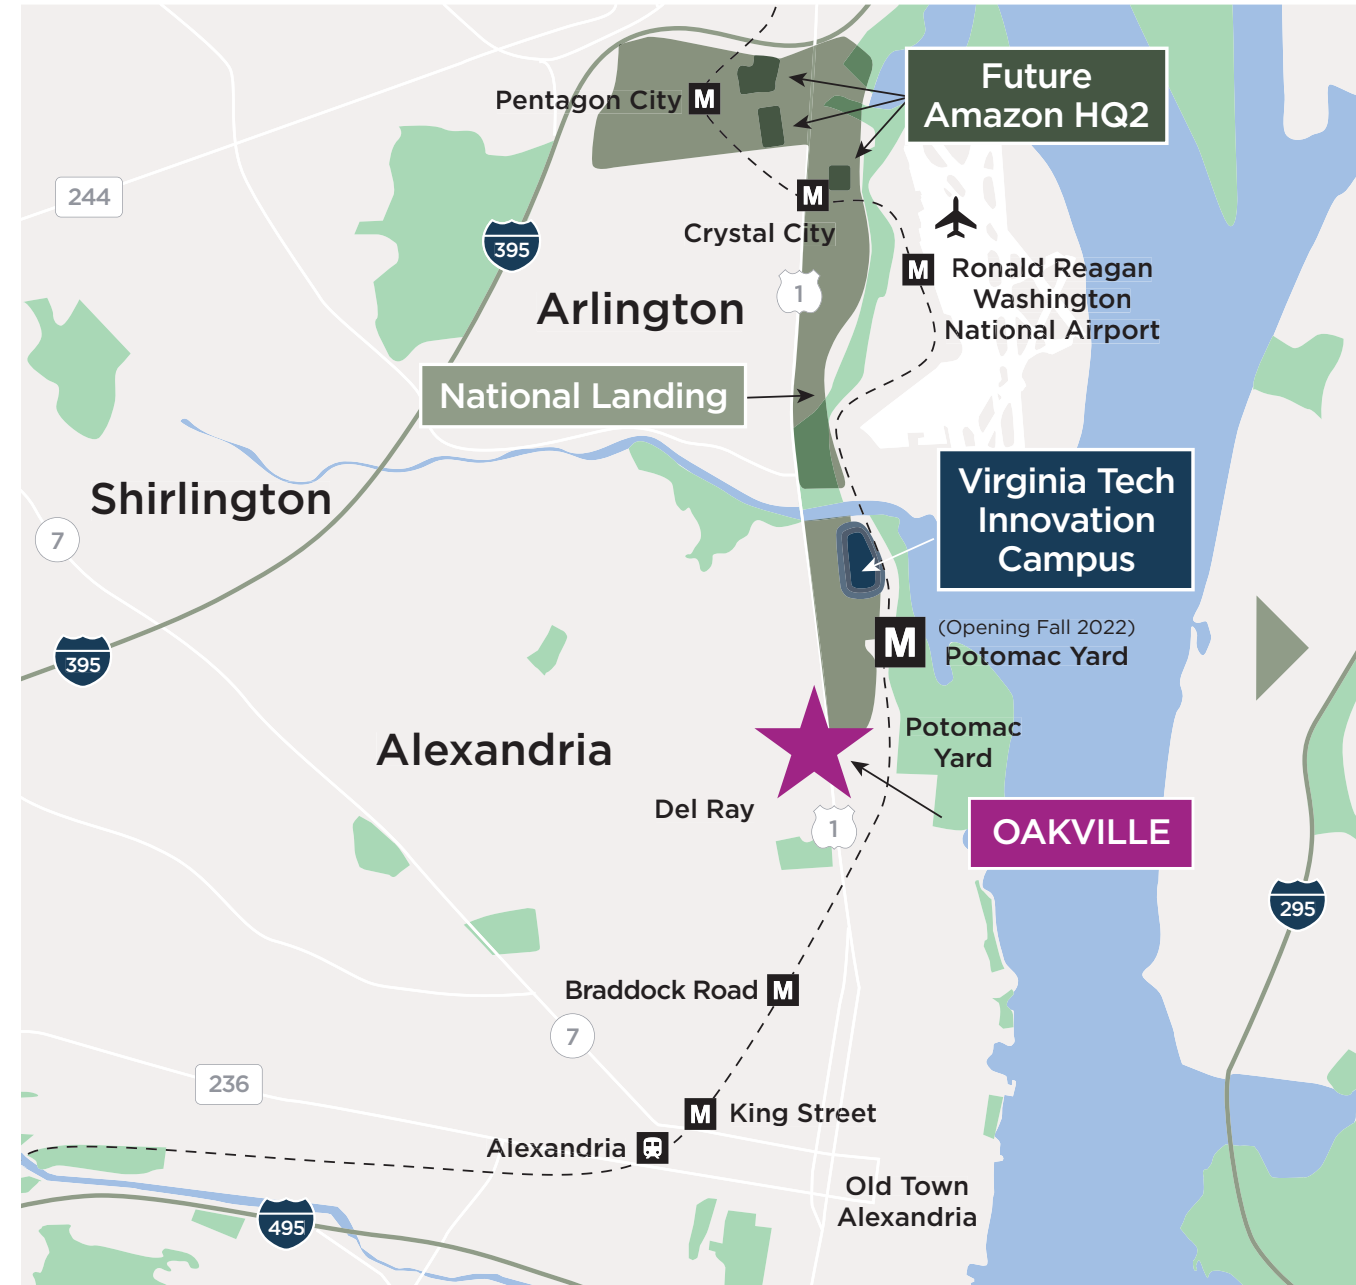 Future
Amazon HQ2
Pentagon City
M
244
M
Crystal City
395
M
Ronald Reagan
Washington
National Airport
1
Arlington
National Landing
Virginia Tech
Innovation
Campus
Shirlington
7
M
(Opening Fall 2022)
Potomac Yard
395
Potomac
Yard
Alexandria
Del Ray
1
OAKVILLE
295
Braddock Road
M
7
236
M
King Street
Alexandria
Old Town
Alexandria
495